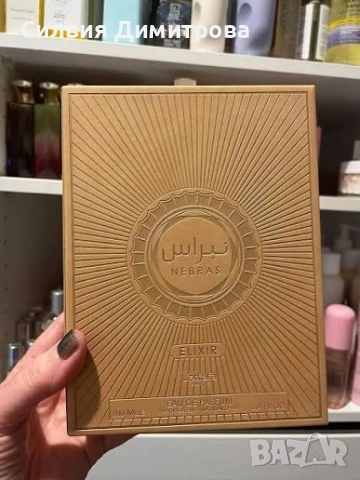 Силвия Димитрова
نبراس
NEBRAS
ELIXIR
EAU DE PARFUM
BAZAR
bg